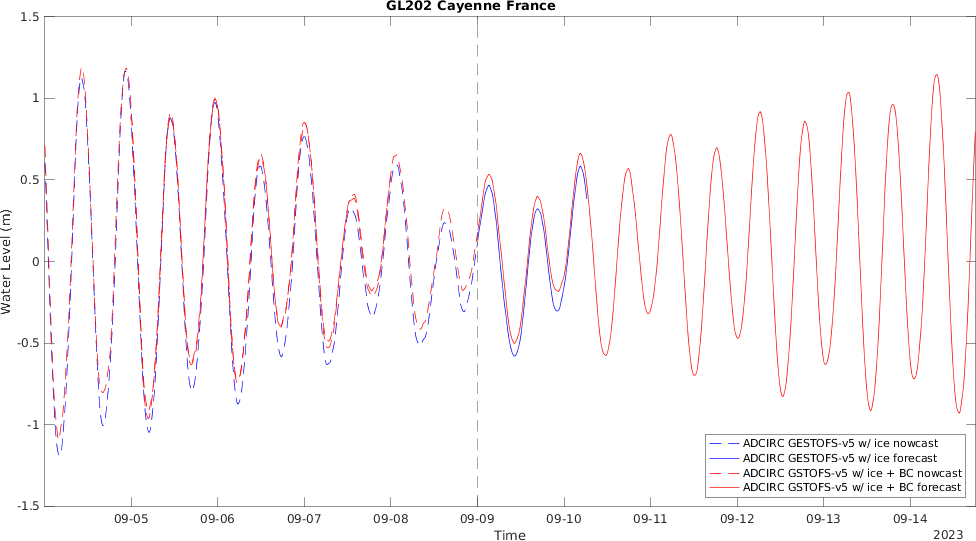 GL202 Cayenne France
1.5
1
0.5
0
-0.5
-1
-1.5
Water Level (m)
09-05 09-06 09-07 09-08 09-09 09-10 09-11 09-12 09-13 09-14
Time
2023
ADCIRC GESTOFS-v5 w/ ice nowcast
ADCIRC GESTOFS-v5 w/ ice forecast
ADCIRC GSTOFS-v5 w/ ice + BC nowcast
ADCIRC GSTOFS-v5 w/ ice + BC forecast